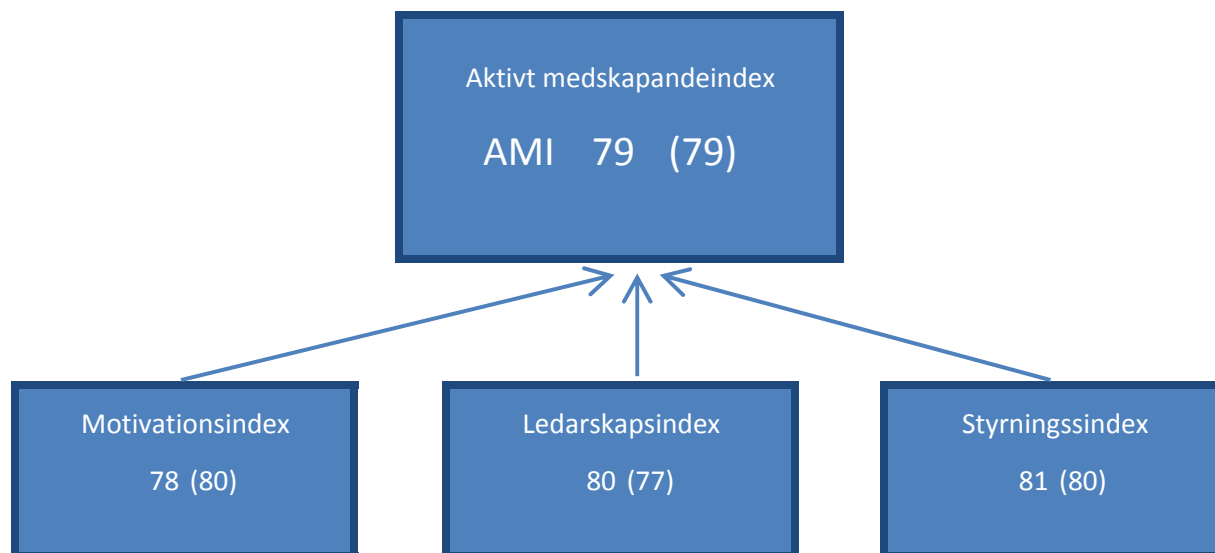 Aktivt medskapandeindex
AMI 79 (79)
Motivationsindex
78 (80)
Ledarskapsindex
80 (77)
Styrningssindex
81 (80)